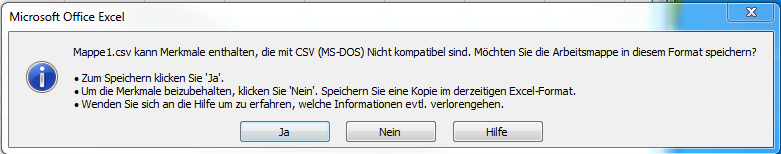 Microsoft Office Excel
Mappe1.csv kann Merkmale enthalten, die mit CSV (MS-DOS) Nicht kompatibel sind. Möchten Sie die Arbeitsmappe in diesem Format speichern?
• Zum Speichern klicken Sie 'Ja'.
• Um die Merkmale beizubehalten, klicken Sie 'Nein'. Speichern Sie eine Kopie im derzeitigen Excel-Format.
• Wenden Sie sich an die Hilfe um zu erfahren, welche Informationen evtl. verlorengehen.
Ja Nein Hilfe